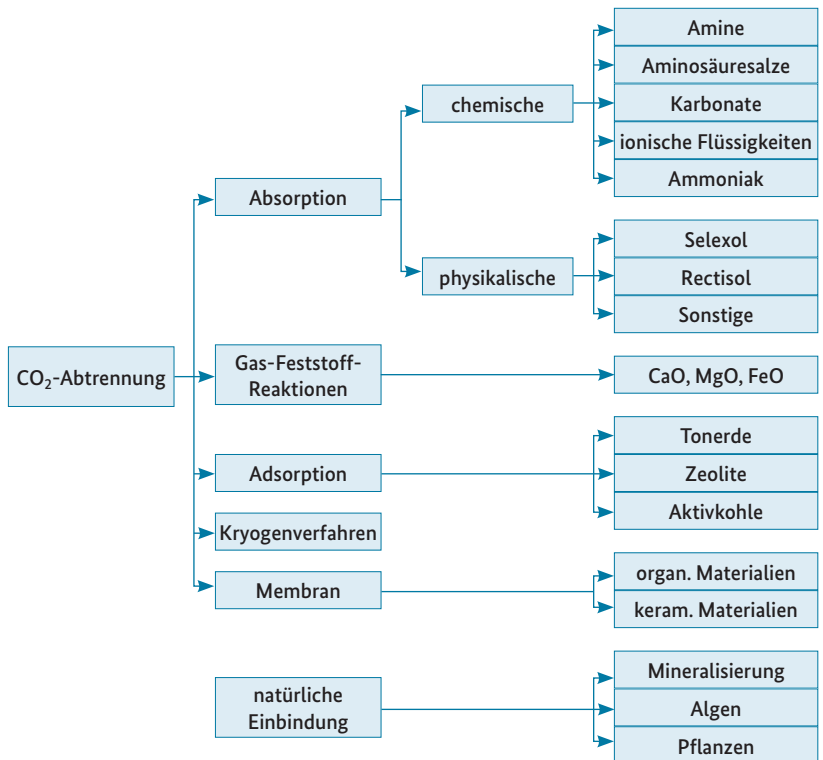 CO₂-Abtrennung
Absorption
chemische
Amine
Aminosäuresalze
Karbonate
ionische Flüssigkeiten
Ammoniak
physikalische
Selexol
Rectisol
Sonstige
Gas-Feststoff-
Reaktionen
CaO, MgO, FeO
Adsorption
Tonerde
Zeolite
Aktivkohle
Kryogenverfahren
Membran
organ. Materialien
keram. Materialien
natürliche
Einbindung
Mineralisierung
Algen
Pflanzen